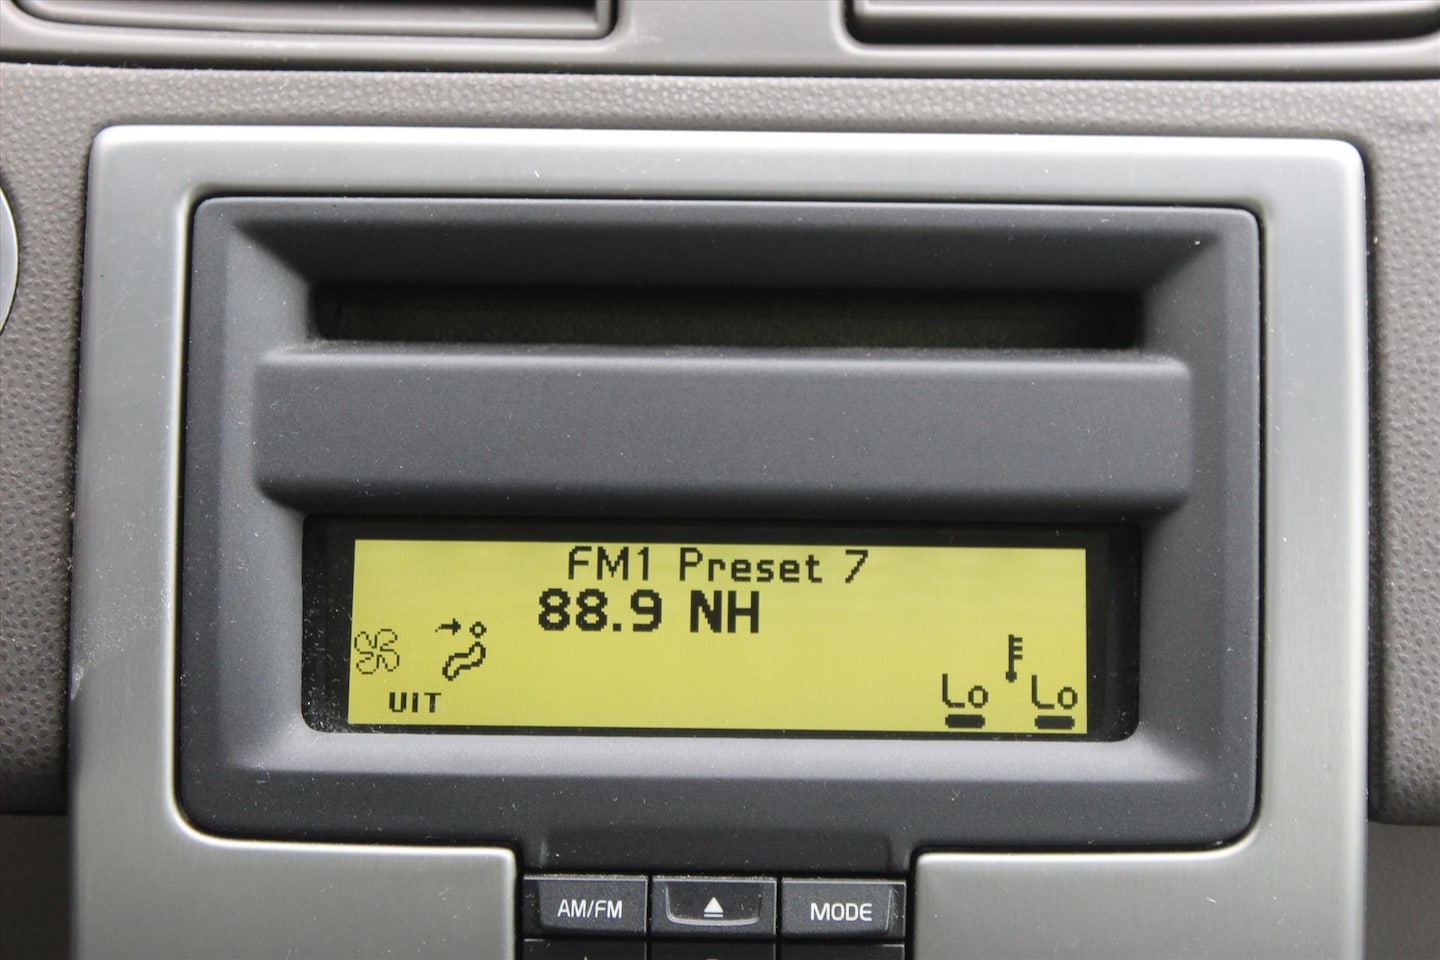 FM1 Preset 7
88.9 NH
UIT
Lo Lo
AM/FM MODE